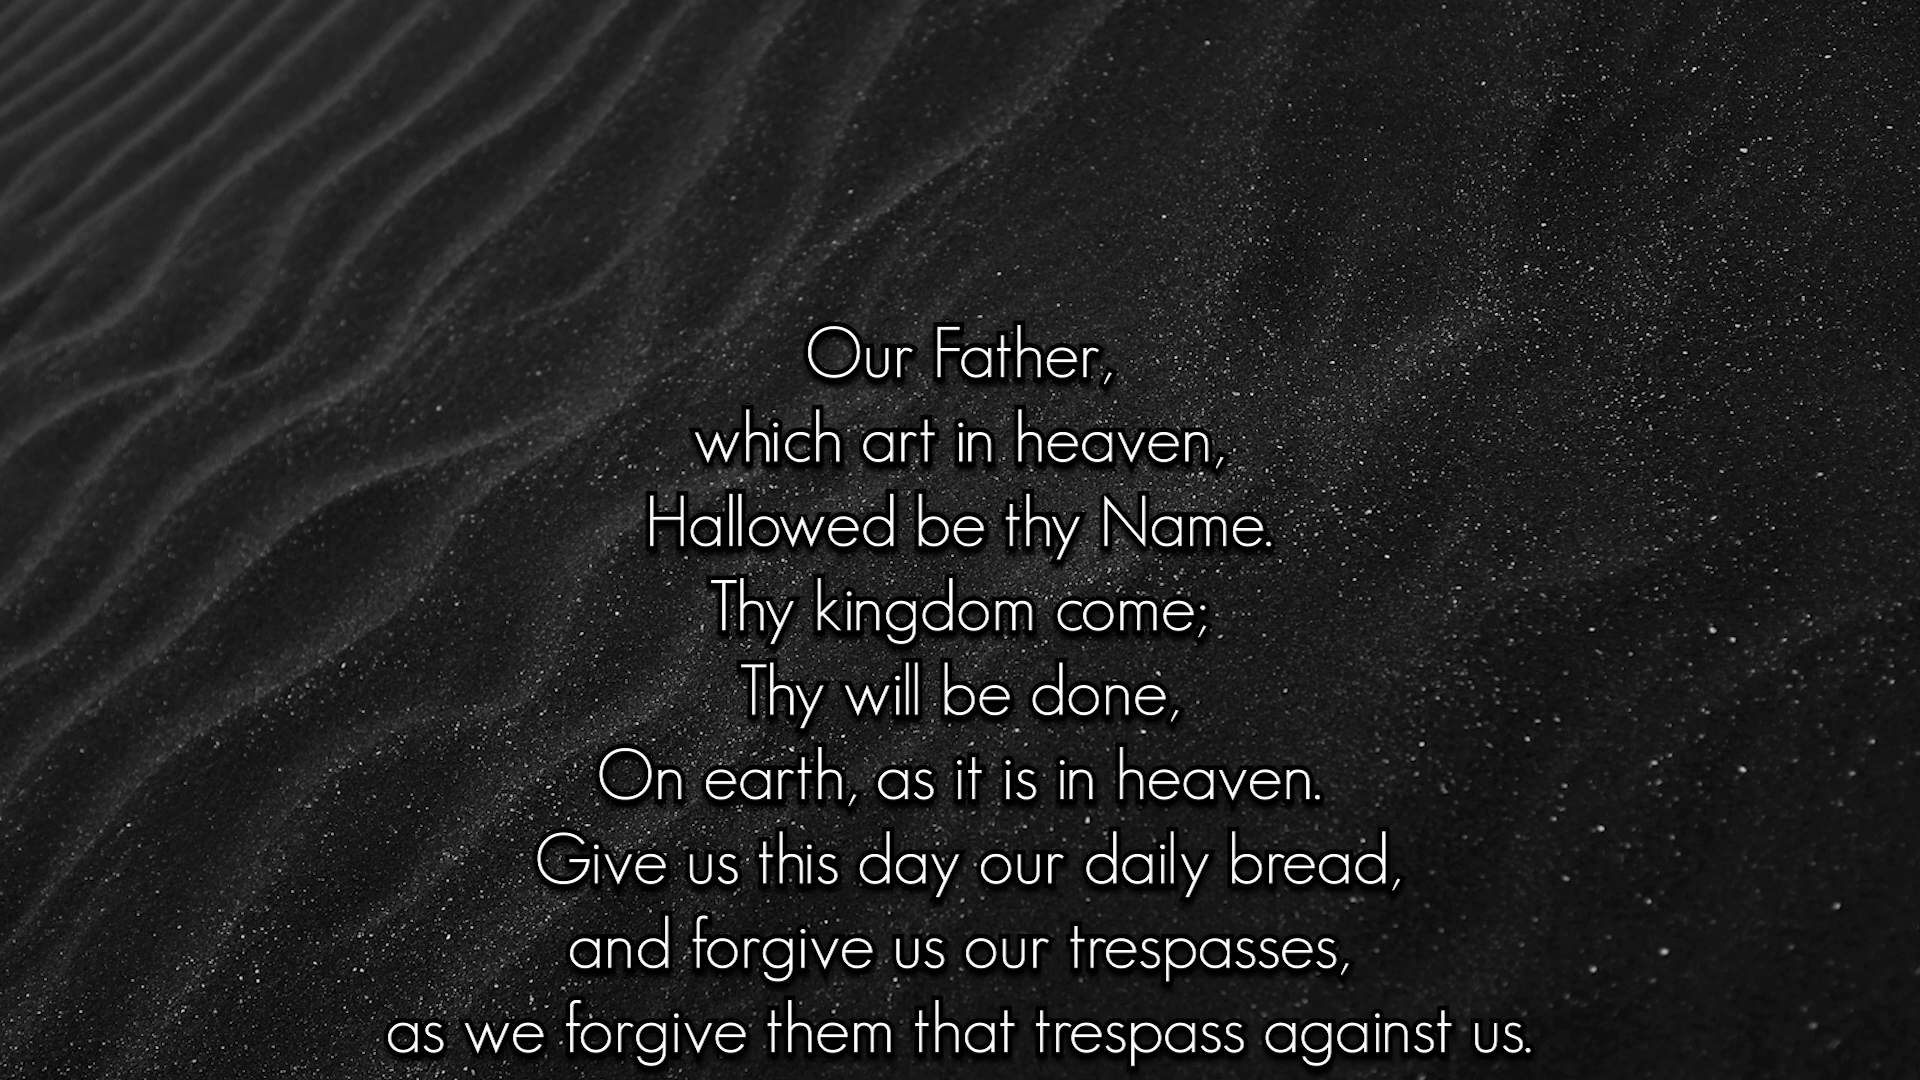 Our Father,
which art in heaven,
Hallowed be thy Name.
Thy kingdom come;
Thy will be done,
On earth, as it is in heaven.
Give us this day our daily bread,
and forgive us our trespasses,
as we forgive them that trespass against us.